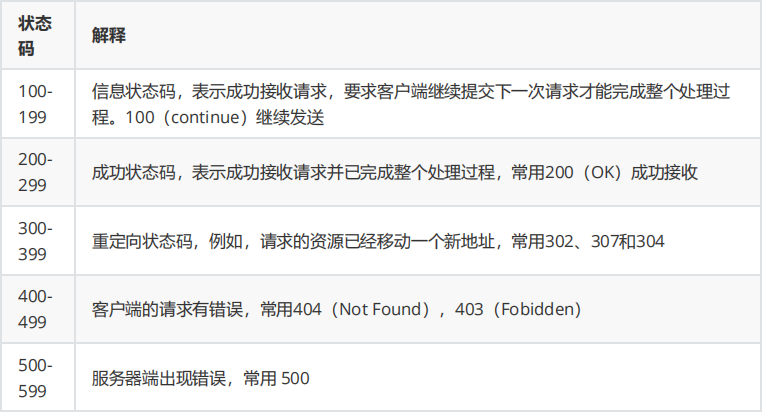 状态
码
解释
100-
199
信息状态码，表示成功接收请求，要求客户端继续提交下一次请求才能完成整个处理过
程。100（continue）继续发送
200-
299
成功状态码，表示成功接收请求并已完成整个处理过程，常用200（OK）成功接收
300-
399
重定向状态码，例如，请求的资源已经移动一个新地址，常用302、307和304
400-
499
客户端的请求有错误，常用404（Not Found），403（Fobidden）
500-
599
服务器端出现错误，常用 500